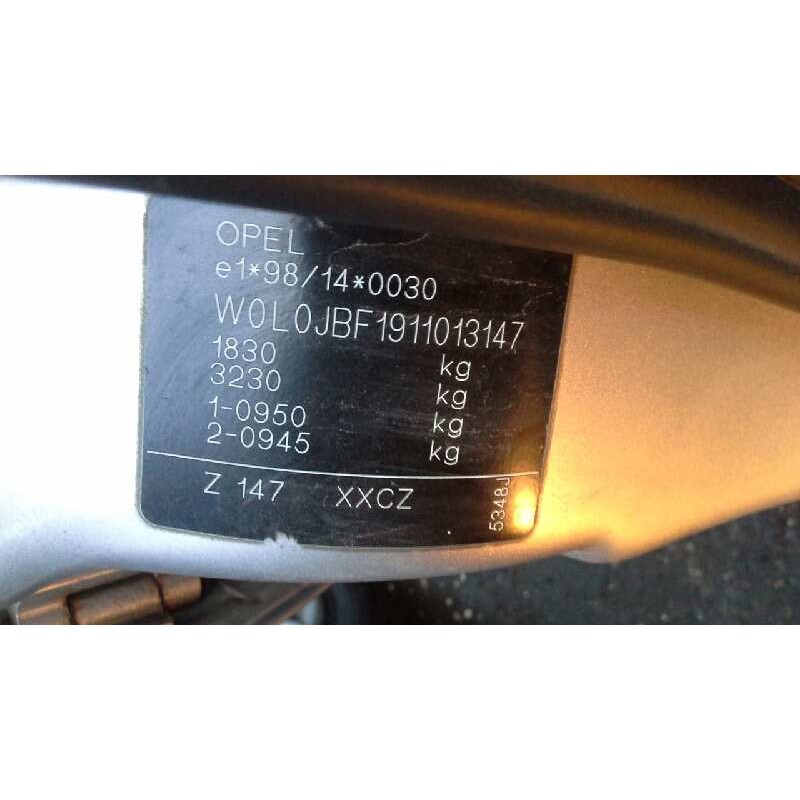 OPEL
e1*98/14*0030
W0L0JBF1911013147
1830 kg
3230 kg
1-0950 kg
2-0945 kg
Z 147 XXCZ
5348J